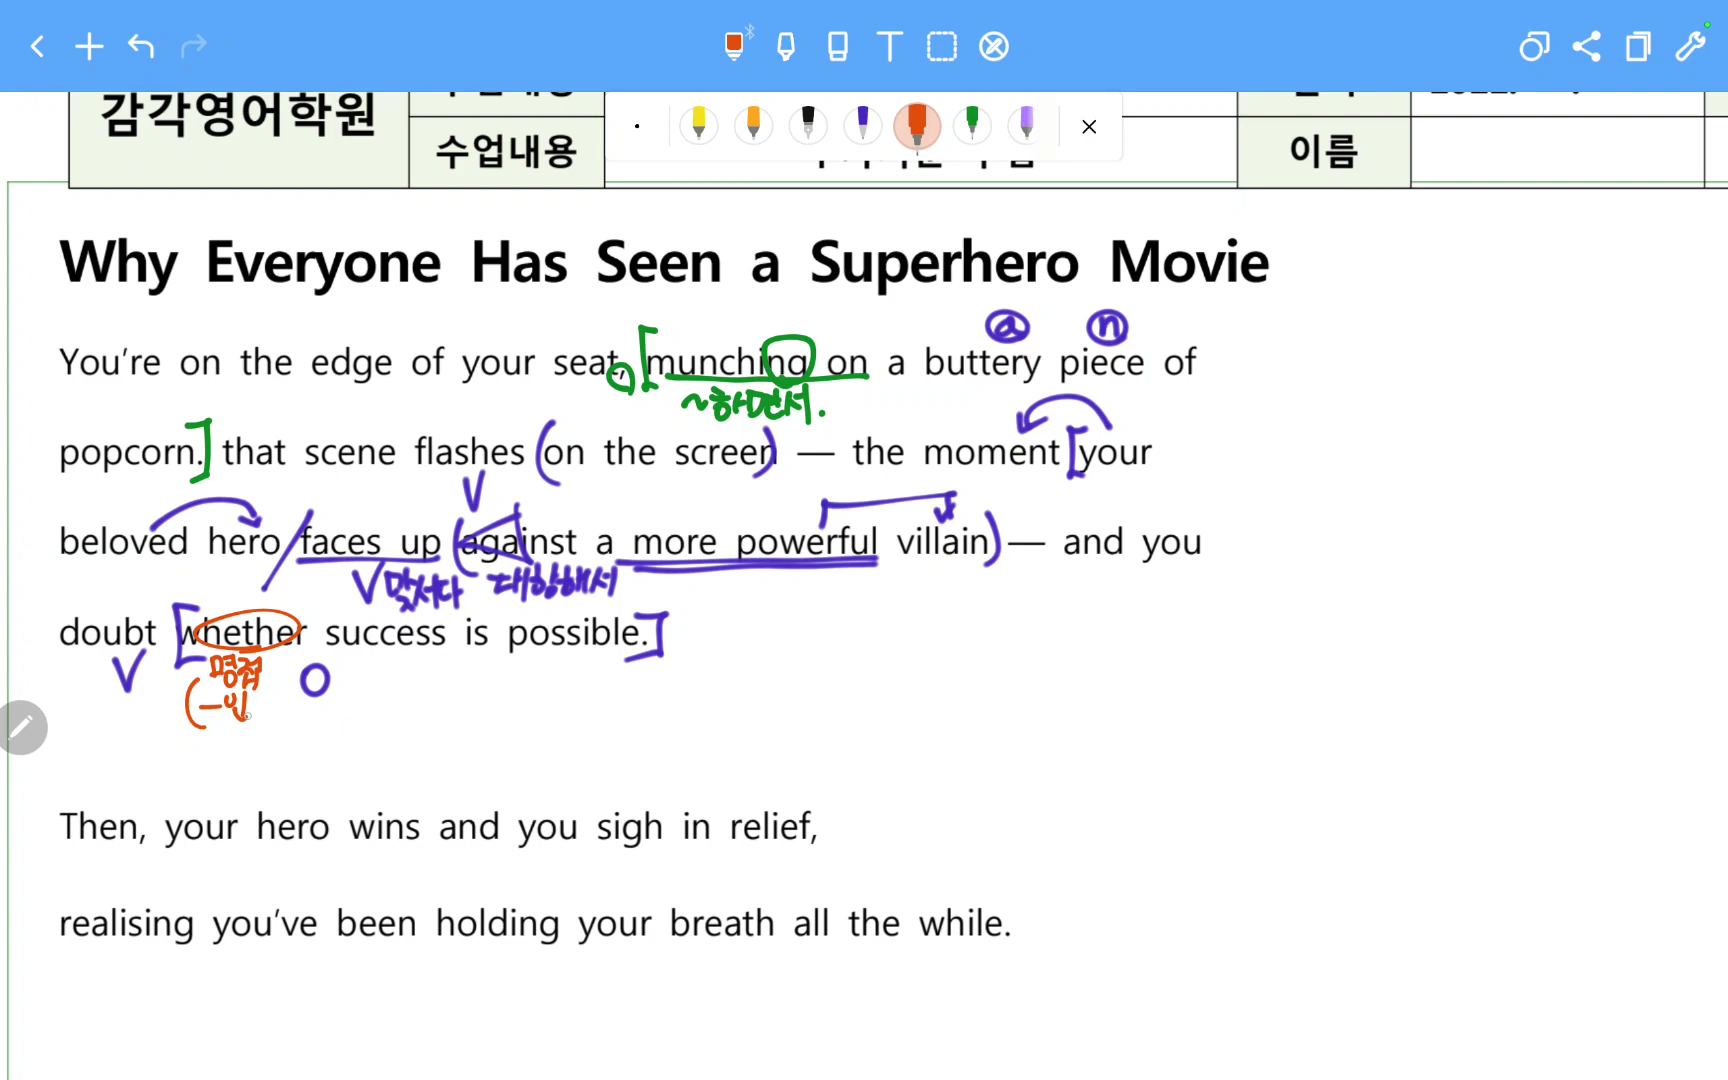 감각영어학원
수업내용
이름
Why Everyone Has Seen a Superhero Movie
ⓐ ⓝ
You're on the edge of your seat, [munching on a buttery piece of
~하면서.
popcorn.] that scene flashes (on the screen) — the moment [your
V
beloved hero / faces up (against a more powerful villain) — and you
V 맞서다 대항해서
doubt [whether success is possible.]
V 명접 O
(－인
Then, your hero wins and you sigh in relief,
realising you've been holding your breath all the while.